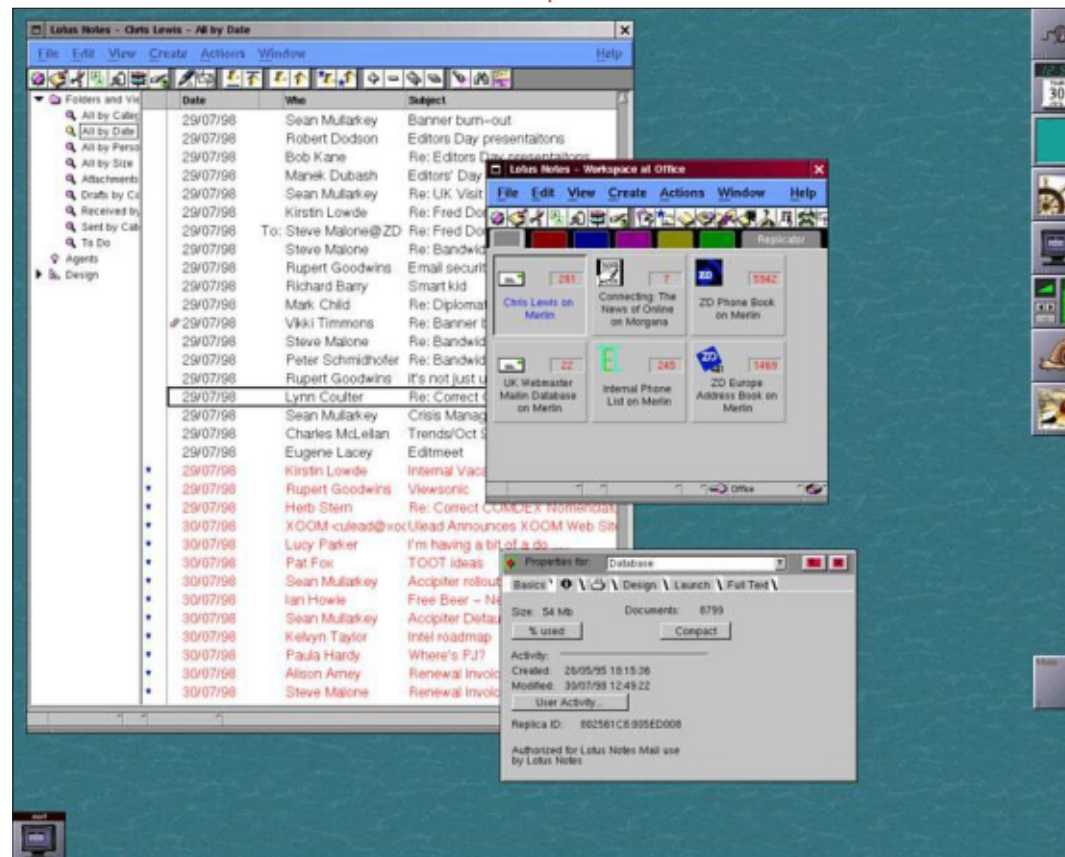 Lotus Notes - Chris Lewis - All by Date
File Edit View Create Actions Window Help
Folders and Vie
All by Categ
All by Date
All by Perso
All by Size
Attachments
Drafts by Ca
Received by
Sent by Cate
To Do
Agents
Design
Date Who Subject
29/07/98 Sean Mullarkey Banner burn-out
29/07/98 Robert Dodson Editors Day presentaitons
29/07/98 Bob Kane Re: Editors Day presentaitons
29/07/98 Manek Dubash Editors' Day
29/07/98 Sean Mullarkey Re: UK Visit
29/07/98 Kirstin Lowde Re: Fred Do
29/07/98 To: Steve Malone@ZD Re: Fred Do
29/07/98 Steve Malone Re: Bandwid
29/07/98 Rupert Goodwins Email securit
29/07/98 Richard Barry Smart kid
29/07/98 Mark Child Re: Diplomat
29/07/98 Vikki Timmons Re: Banner b
29/07/98 Steve Malone Re: Bandwid
29/07/98 Peter Schmidhofer Re: Bandwid
29/07/98 Rupert Goodwins it's not just u
29/07/98 Lynn Coulter Re: Correct C
29/07/98 Sean Mullarkey Crisis Manag
29/07/98 Charles McLellan Trends/Oct 9
29/07/98 Eugene Lacey Editmeet
29/07/98 Kirstin Lowde Internal Vaca
29/07/98 Rupert Goodwins Viewsonic
29/07/98 Herb Stern Re: Correct COMDEX Nomenclatu
30/07/98 XOOM <ulead@xoo Ulead Announces XOOM Web Site
30/07/98 Lucy Parker I'm having a bit of a do ....
30/07/98 Pat Fox TOOT ideas
30/07/98 Sean Mullarkey Accipiter rollout
30/07/98 Ian Howie Free Beer - Ne
30/07/98 Sean Mullarkey Accipiter Defau
30/07/98 Kelvyn Taylor Intel roadmap
30/07/98 Paula Hardy Where's PJ?
30/07/98 Alison Amey Renewal Invoic
30/07/98 Steve Malone Renewal Invoic
Lotus Notes - Workspace at Office
File Edit View Create Actions Window Help
Replicator
281
Chris Lewis on
Merlin
7
Connecting: The
News of Online
on Morgana
ZD
5942
ZD Phone Book
on Merlin
22
UK Webmaster
Mailin Database
on Merlin
245
Internal Phone
List on Merlin
ZD
1469
ZD Europe
Address Book on
Merlin
Office
Properties for: Database
Basics Design Launch Full Text
Size: 54 Mb Documents: 8799
% used Compact
Activity:
Created: 26/05/95 18:15:36
Modified: 30/07/98 12:49:22
User Activity...
Replica ID: 802561C8:005ED008
Authorized for Lotus Notes Mail use
by Lotus Notes
30